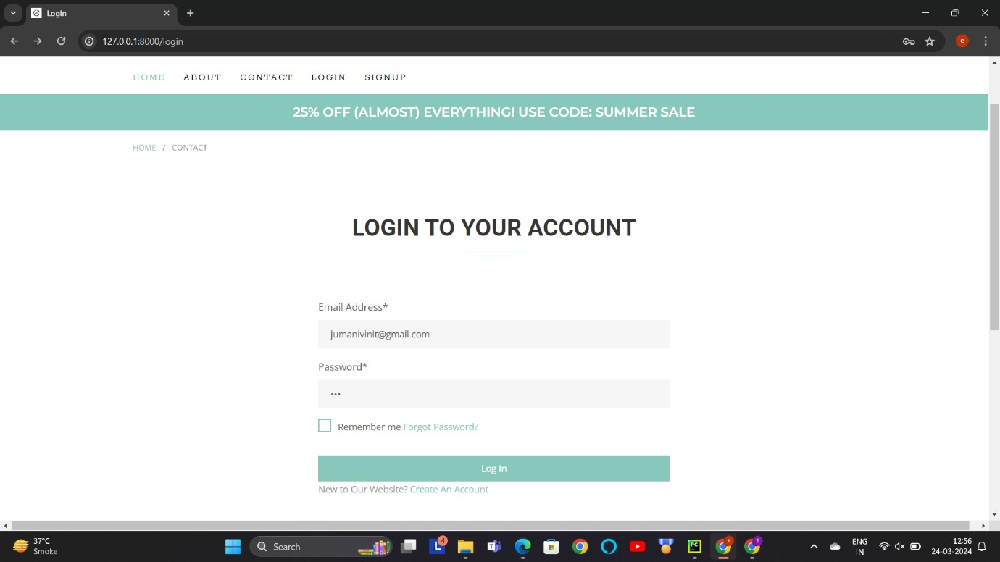 Login
127.0.0.1:8000/login
e
HOME ABOUT CONTACT LOGIN SIGNUP
25% OFF (ALMOST) EVERYTHING! USE CODE: SUMMER SALE
HOME / CONTACT
LOGIN TO YOUR ACCOUNT
Email Address*
jumanivinit@gmail.com
Password*
•••
Remember me Forgot Password?
Log In
New to Our Website? Create An Account
37°C
Smoke
Search
L
4
PC
e
T
ENG
IN
12:56
24-03-2024